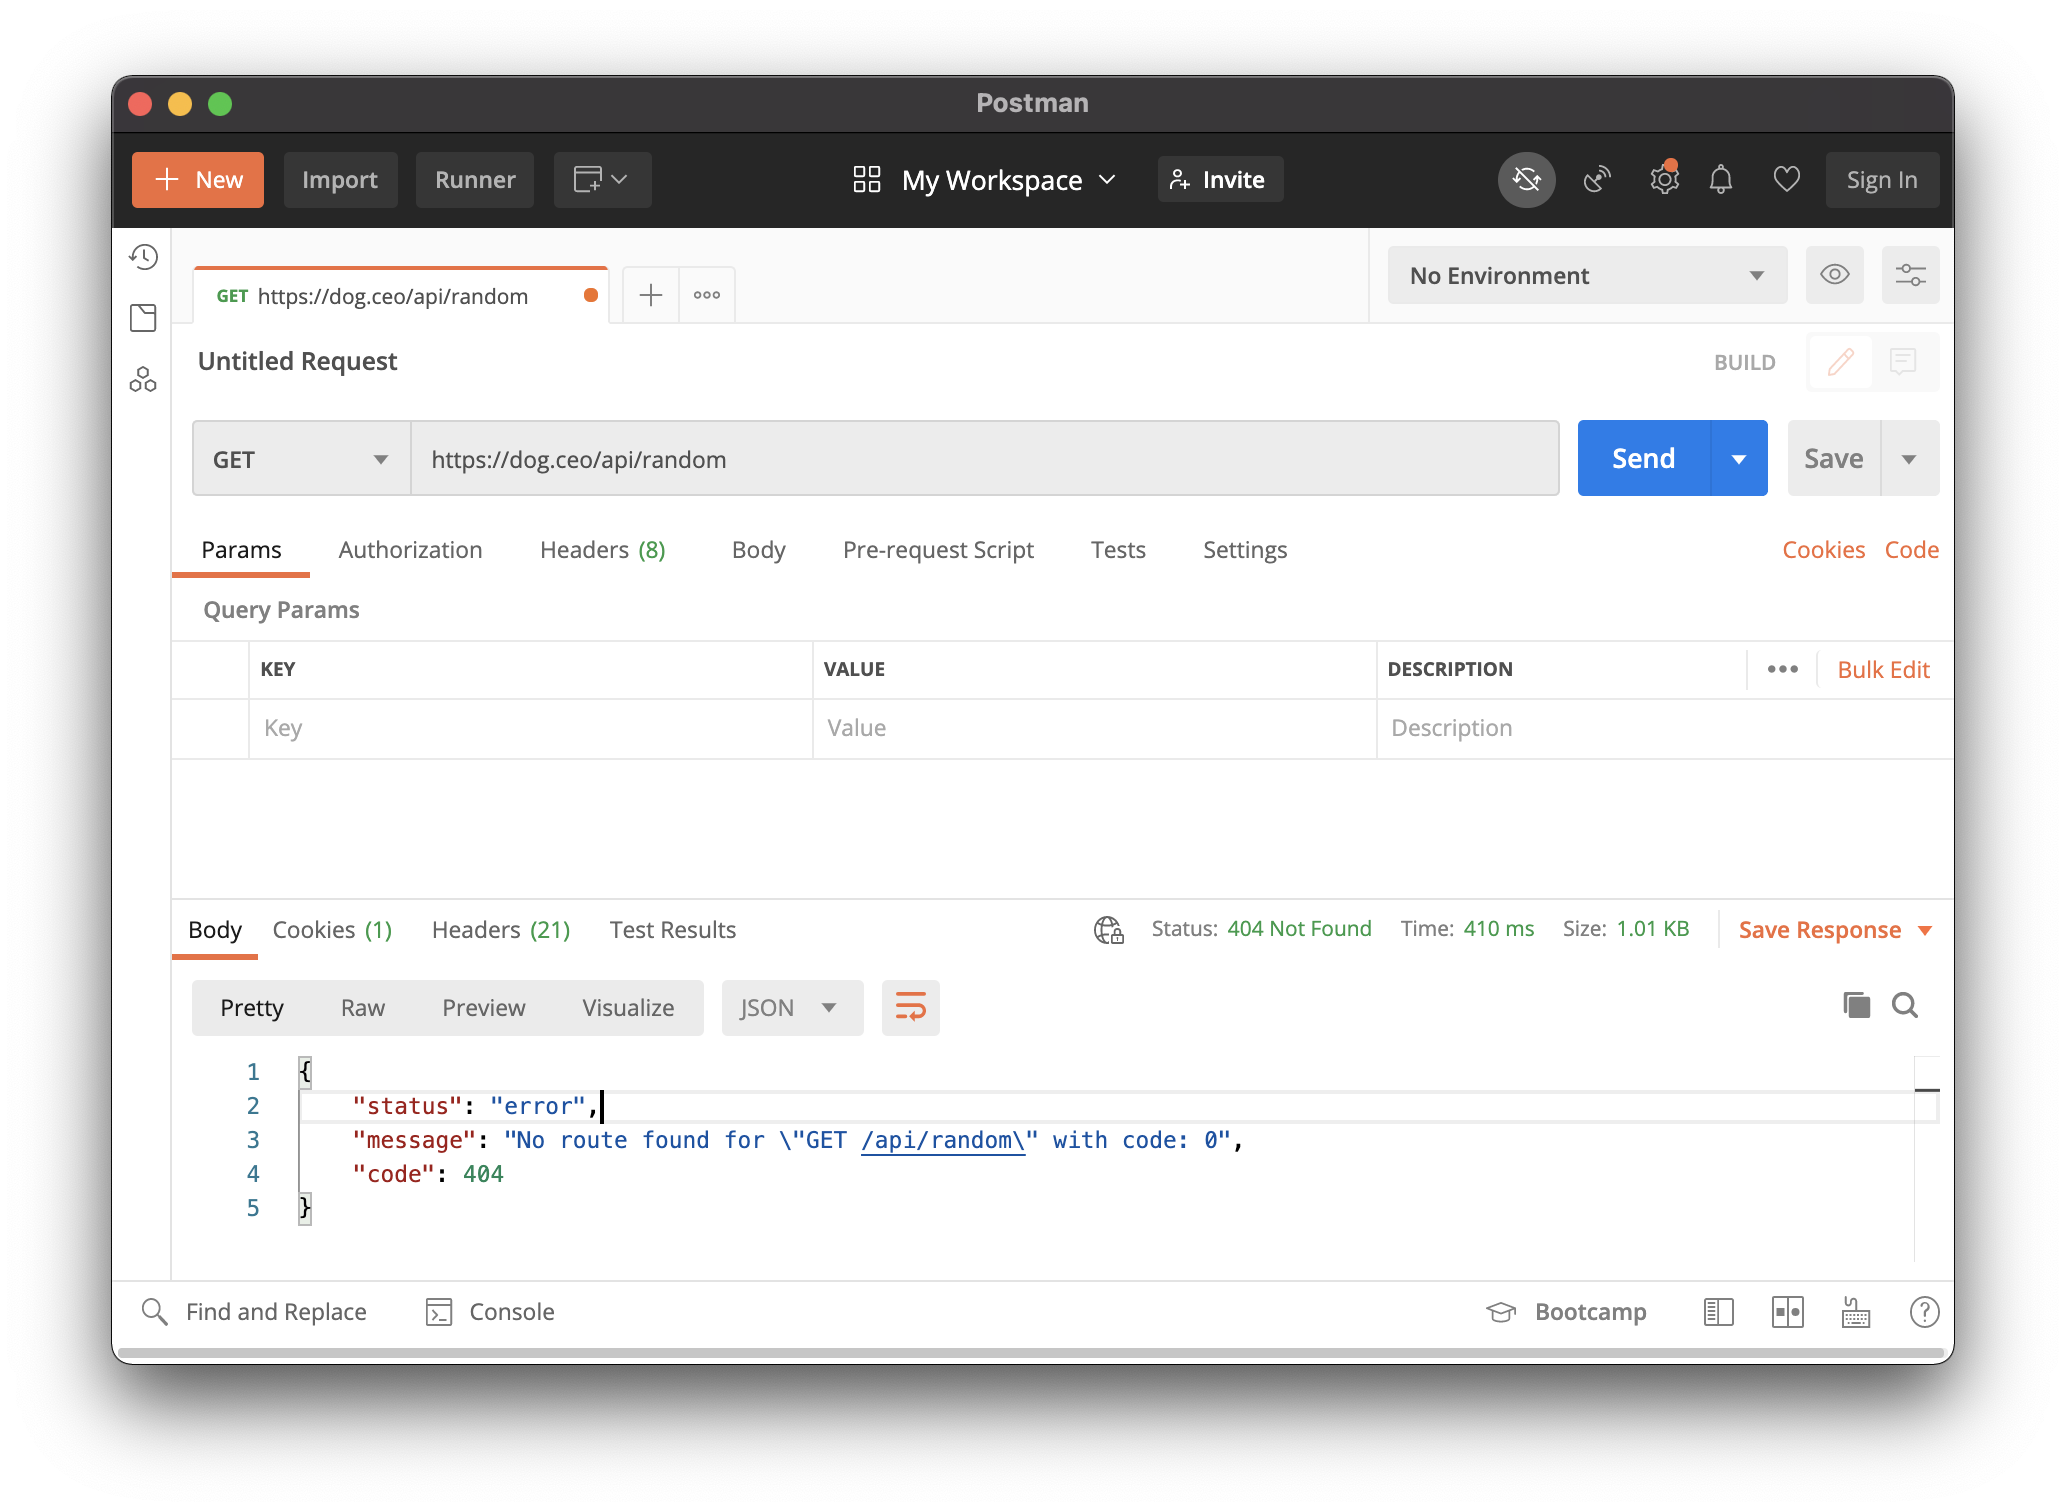 Postman
New Import Runner My Workspace Invite Sign In
GET https://dog.ceo/api/random No Environment
Untitled Request BUILD
GET https://dog.ceo/api/random Send Save
Params Authorization Headers (8) Body Pre-request Script Tests Settings Cookies Code
Query Params
KEY VALUE DESCRIPTION Bulk Edit
Key Value Description
Body Cookies (1) Headers (21) Test Results Status: 404 Not Found Time: 410 ms Size: 1.01 KB Save Response
Pretty Raw Preview Visualize JSON
1 {
2 "status": "error",
3 "message": "No route found for \"GET /api/random\" with code: 0",
4 "code": 404
5 }
Find and Replace Console Bootcamp